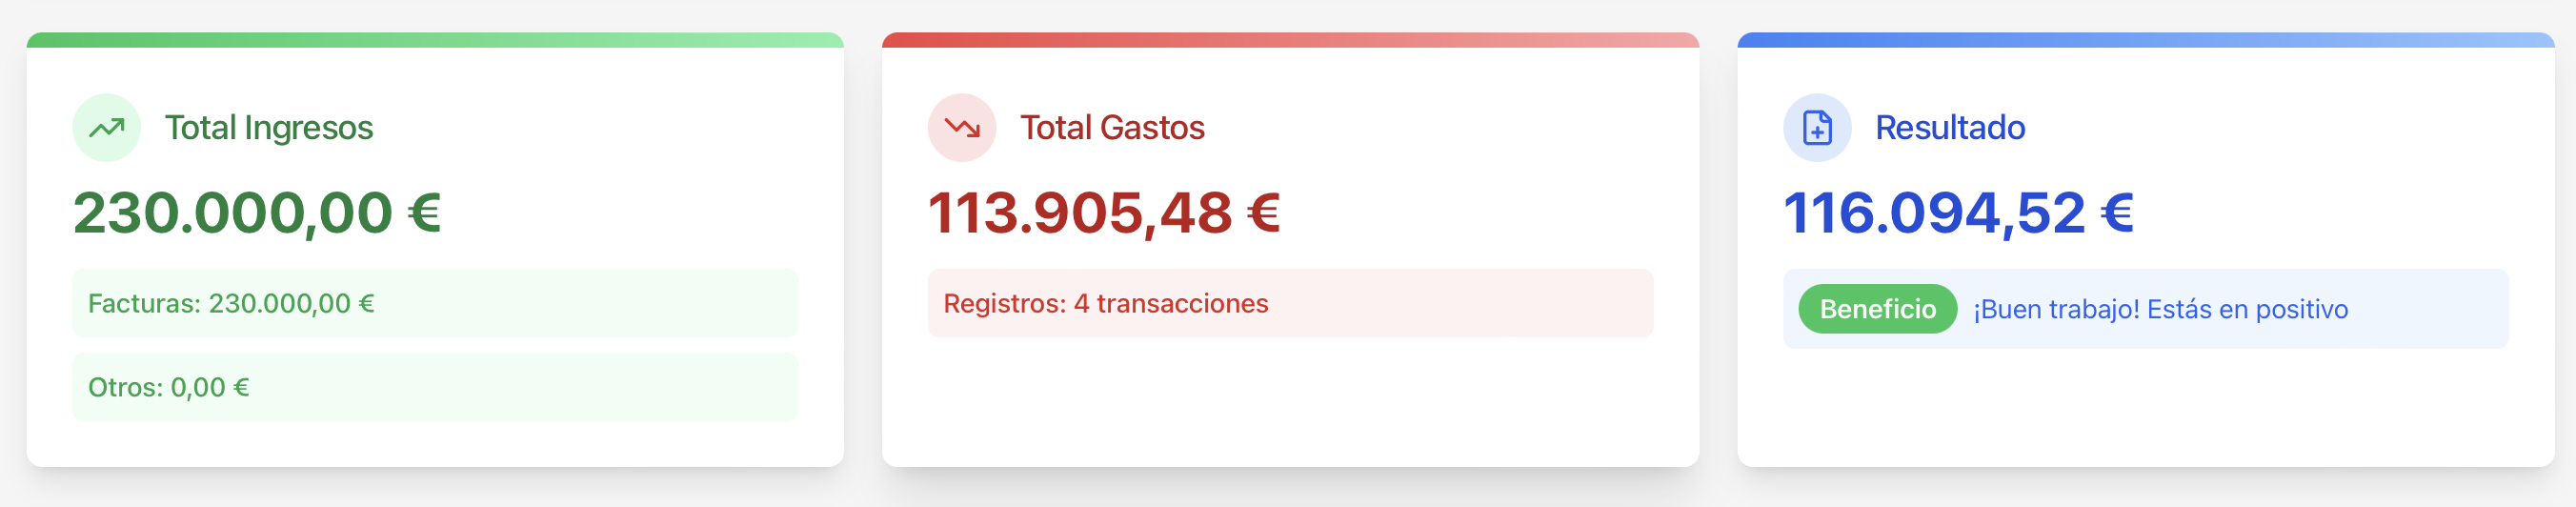 Total Ingresos
230.000,00 €
Facturas: 230.000,00 €
Otros: 0,00 €
Total Gastos
113.905,48 €
Registros: 4 transacciones
Resultado
116.094,52 €
Beneficio ¡Buen trabajo! Estás en positivo